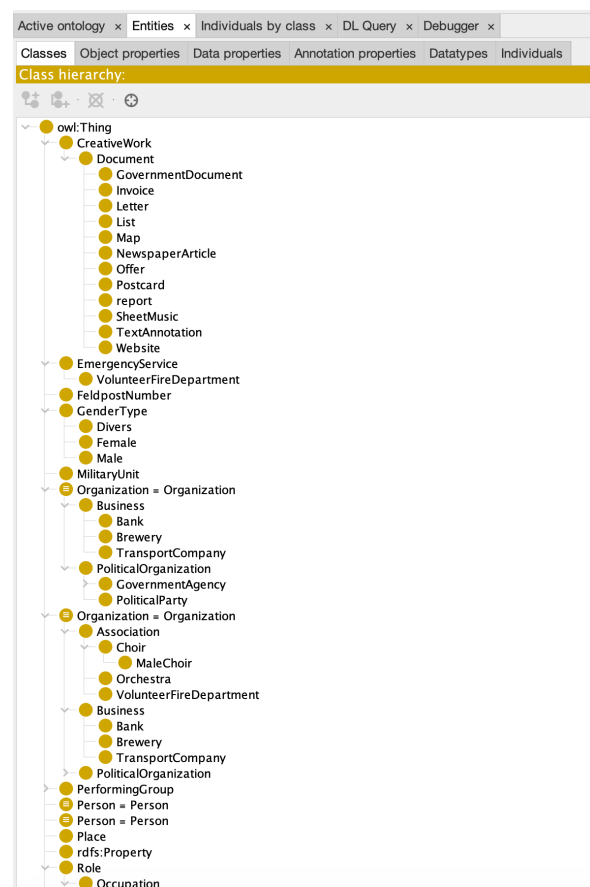 Active ontology × Entities × Individuals by class × DL Query × Debugger ×
Classes Object properties Data properties Annotation properties Datatypes Individuals
Class hierarchy:
owl:Thing
CreativeWork
Document
GovernmentDocument
Invoice
Letter
List
Map
NewspaperArticle
Offer
Postcard
report
SheetMusic
TextAnnotation
Website
EmergencyService
VolunteerFireDepartment
FeldpostNumber
GenderType
Divers
Female
Male
MilitaryUnit
Organization = Organization
Business
Bank
Brewery
TransportCompany
PoliticalOrganization
GovernmentAgency
PoliticalParty
Organization = Organization
Association
Choir
MaleChoir
Orchestra
VolunteerFireDepartment
Business
Bank
Brewery
TransportCompany
PoliticalOrganization
PerformingGroup
Person = Person
Person = Person
Place
rdfs:Property
Role
Occupation